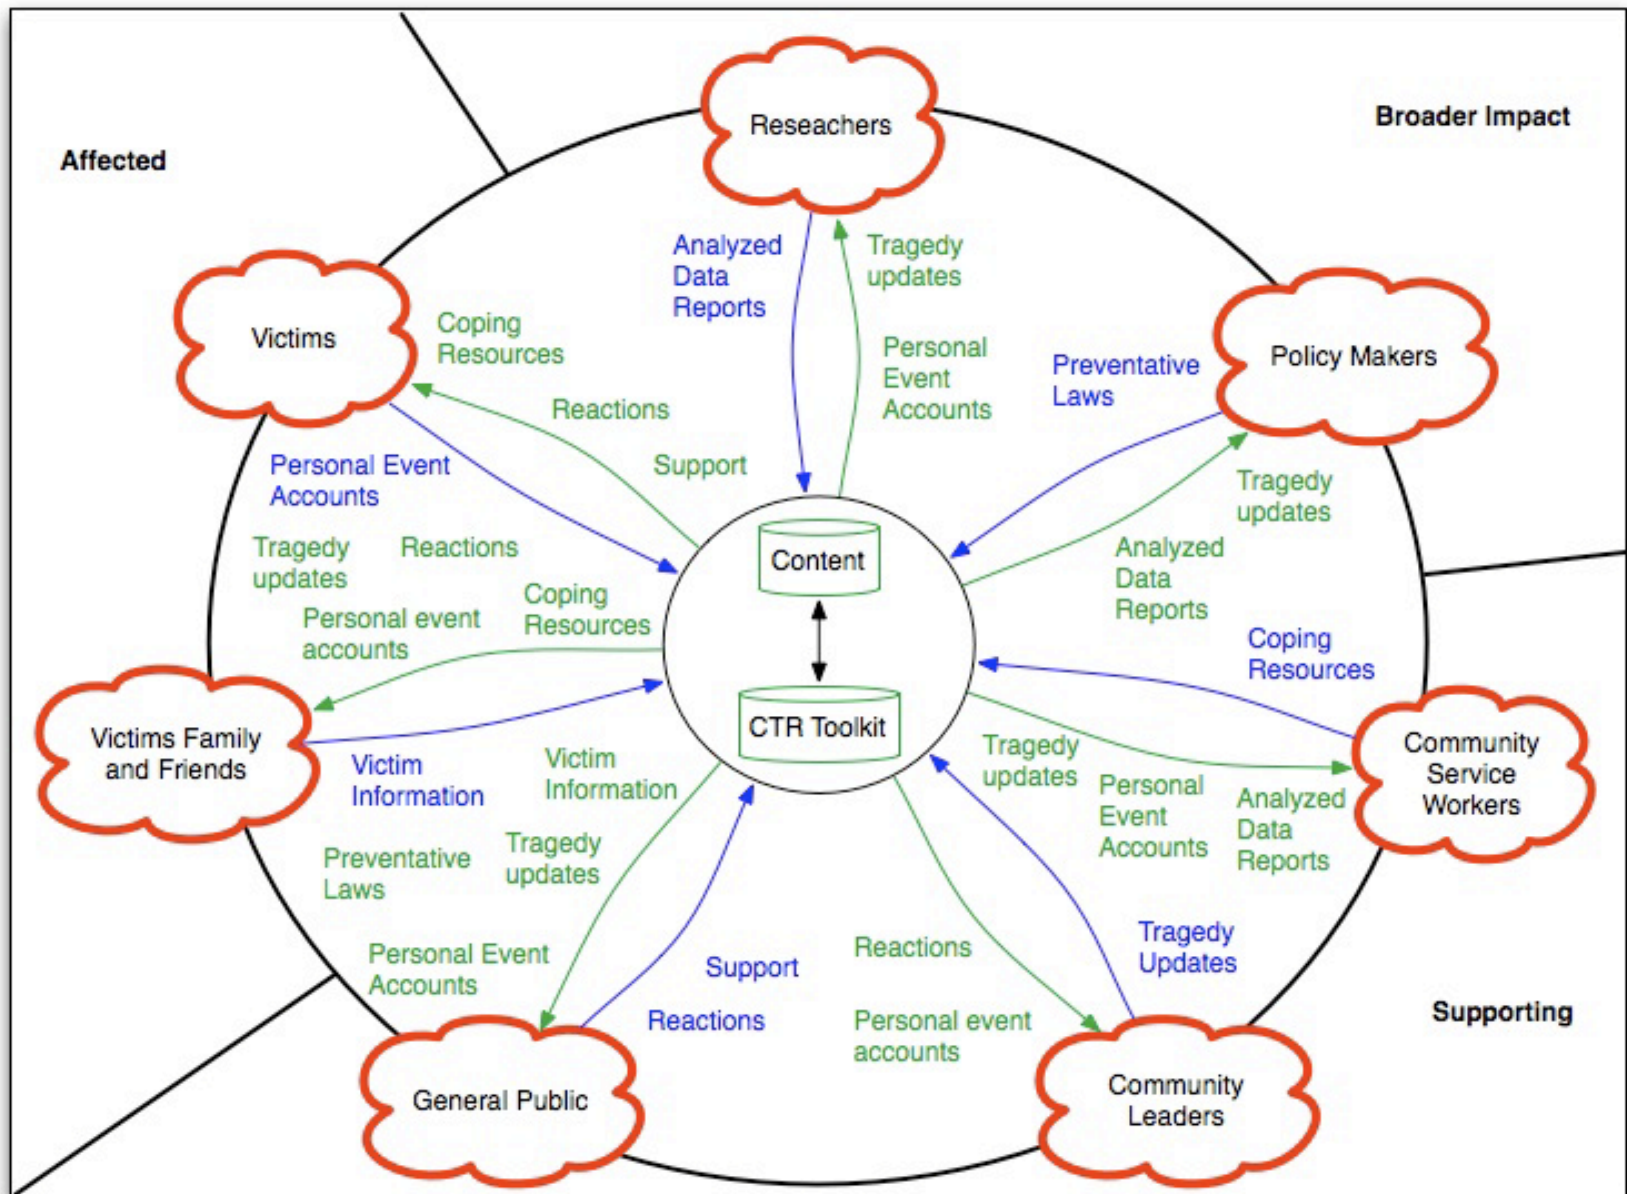 Affected
Broader Impact
Reseachers
Analyzed
Data
Reports
Tragedy
updates
Personal
Event
Accounts
Victims
Coping
Resources
Reactions
Support
Policy Makers
Preventative
Laws
Tragedy
updates
Analyzed
Data
Reports
Personal Event
Accounts
Tragedy
updates
Reactions
Personal event
accounts
Coping
Resources
Content
CTR Toolkit
Coping
Resources
Victims Family
and Friends
Victim
Information
Victim
Information
Tragedy
updates
Personal
Event
Accounts
Analyzed
Data
Reports
Community
Service
Workers
Preventative
Laws
Tragedy
updates
Personal Event
Accounts
Support
Reactions
Reactions
Personal event
accounts
Tragedy
Updates
Supporting
General Public
Community
Leaders